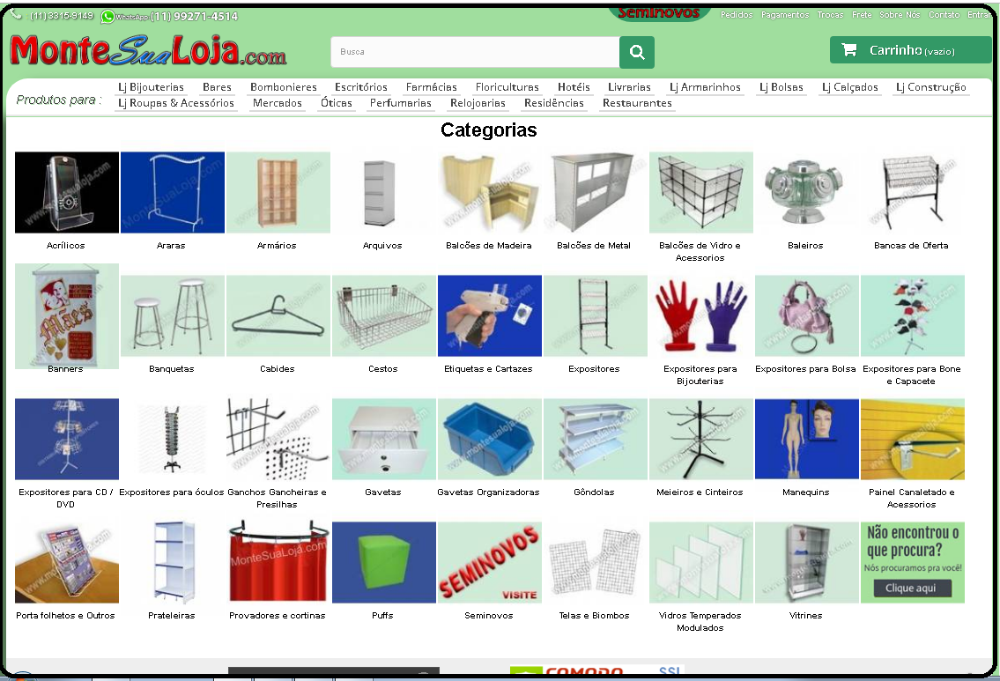 (11) 3315-9149 WhatsApp: (11) 99271-4514
Seminovos
Pedidos Pagamentos Trocas Frete Sobre Nós Contato Entrar
MonteSuaLoja.com
Busca
Carrinho (vazio)
Produtos para :
Lj Bijouterias Bares Bombonieres Escritórios Farmácias Floriculturas Hotéis Livrarias Lj Armarinhos Lj Bolsas Lj Calçados Lj Construção
Lj Roupas & Acessórios Mercados Óticas Perfumarias Relojoarias Residências Restaurantes
Categorias
Acrílicos
Araras
Armários
Arquivos
Balcões de Madeira
Balcões de Metal
Balcões de Vidro e
Acessorios
Baleiros
Bancas de Oferta
Mães
Banners
Banquetas
Cabides
Cestos
Etiquetas e Cartazes
Expositores
Expositores para
Bijouterias
Expositores para Bolsa
Expositores para Bone
e Capacete
Expositores para CD /
DVD
Expositores para óculos
Ganchos Gancheiras e
Presilhas
Gavetas
Gavetas Organizadoras
Gôndolas
Meieiros e Cinteiros
Manequins
Painel Canaletado e
Acessorios
Porta folhetos e Outros
Prateleiras
MonteSuaLoja.com
Provadores e cortinas
Puffs
SEMINOVOS
VISITE
Seminovos
Telas e Biombos
Vidros Temperados
Modulados
Vitrines
Não encontrou o
que procura?
Nós procuramos pra você!
Clique aqui
COMODO SSL